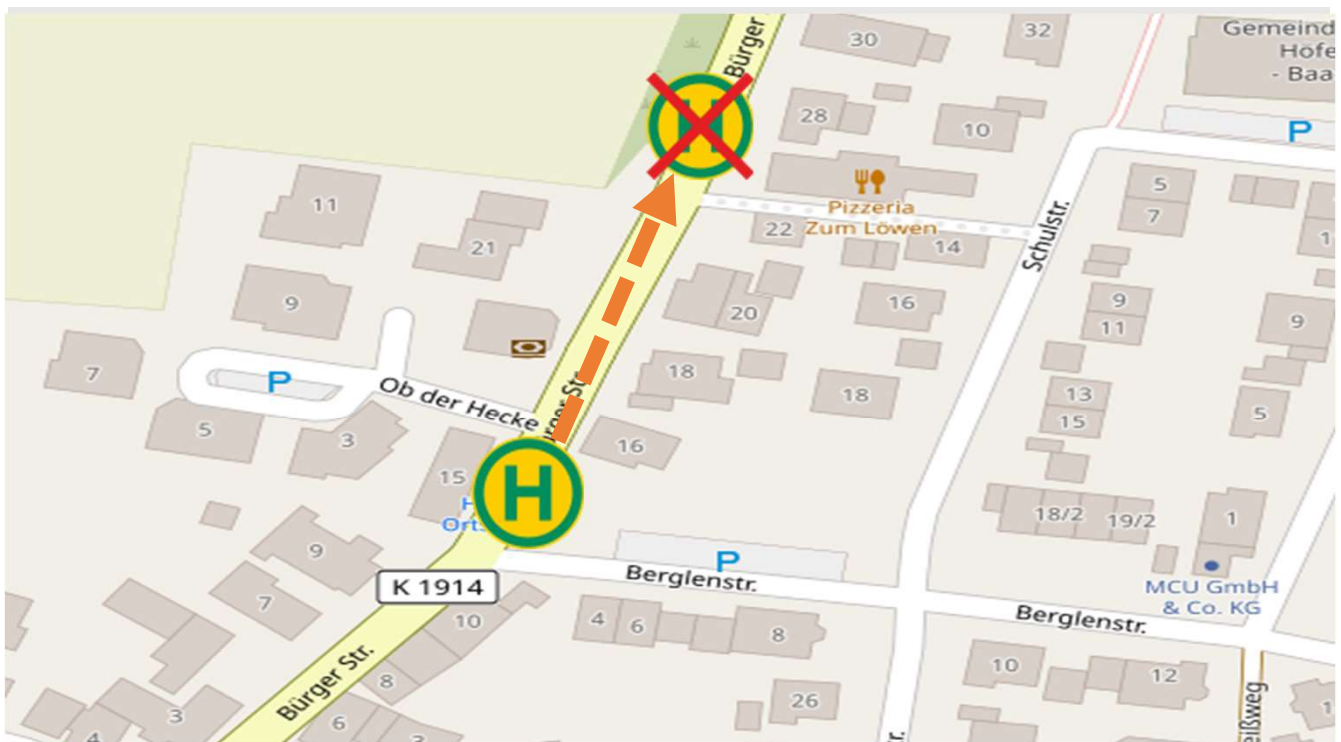 Bürger
30
32
Gemeind
Höfe
- Baa
H
28
10
P
Pizzeria
Zum Löwen
5
7
11
21
22
14
Schulstr.
1
9
20
16
9
11
9
7
P
Ob der Hecke
18
18
13
15
5
5
3
15
16
H
18/2
19/2
1
9
P
K 1914
Berglenstr.
MCU GmbH
& Co. KG
7
10
4
6
8
Berglenstr.
Bürger Str.
8
10
12
3
6
26